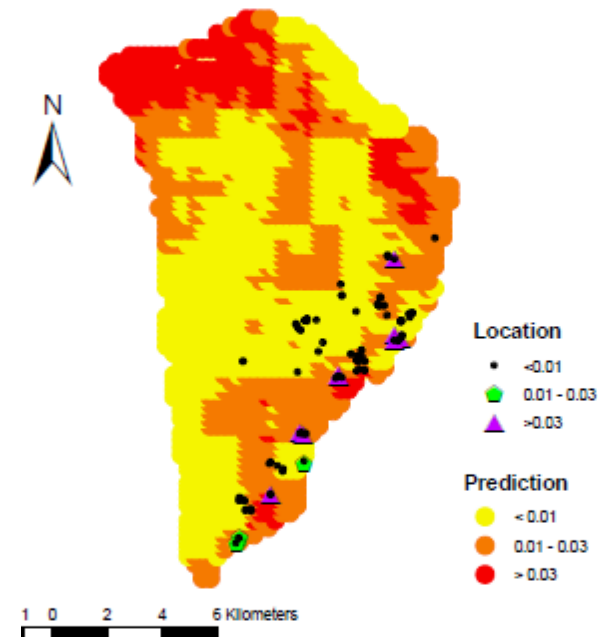 N
Location
<0.01
0.01 - 0.03
>0.03
Prediction
< 0.01
0.01 - 0.03
> 0.03
1 0 2 4 6 Kilometers